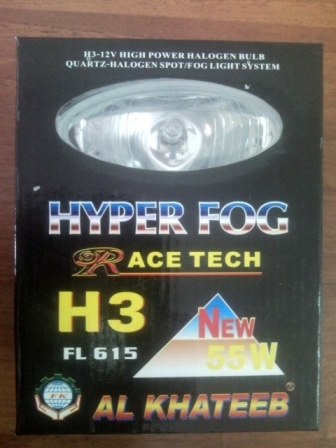 H3-12V HIGH POWER HALOGEN BULB
QUARTZ-HALOGEN SPOT/FOG LIGHT SYSTEM
HYPER FOG
RACE TECH
H3
NEW
FL 615
55W
FK
AL KHATEEB®